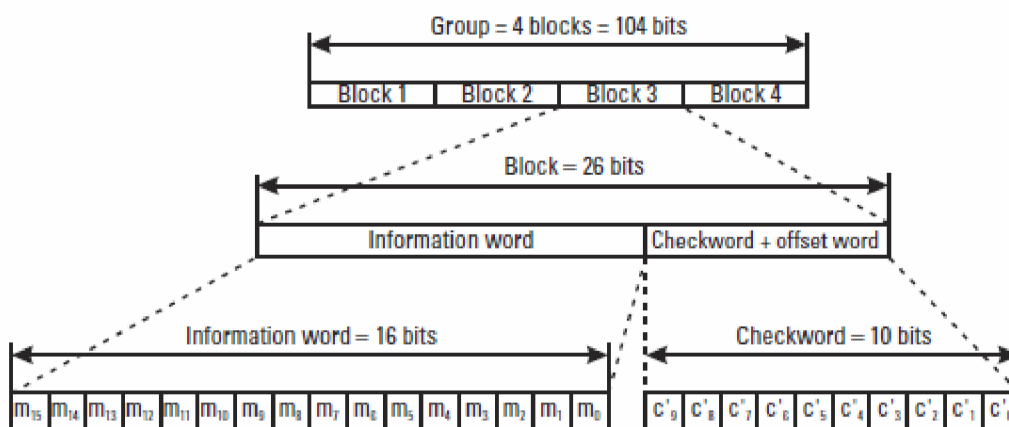 Group = 4 blocks = 104 bits
Block 1 Block 2 Block 3 Block 4
Block = 26 bits
Information word Checkword + offset word
Information word = 16 bits Checkword = 10 bits
m₁₅ m₁₄ m₁₃ m₁₂ m₁₁ m₁₀ m₉ m₈ m₇ m₆ m₅ m₄ m₃ m₂ m₁ m₀ c'₉ c'₈ c'₇ c'₆ c'₅ c'₄ c'₃ c'₂ c'₁ c'₀